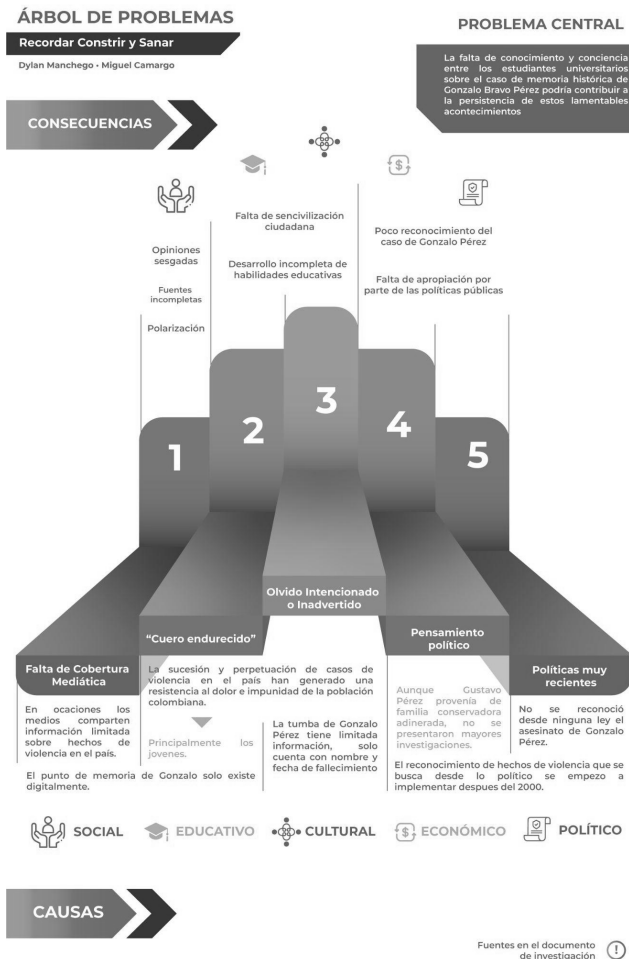 ÁRBOL DE PROBLEMAS
Recordar Constrir y Sanar
Dylan Manchego • Miguel Camargo
PROBLEMA CENTRAL
La falta de conocimiento y conciencia
entre los estudiantes universitarios
sobre el caso de memoria histórica de
Gonzalo Bravo Pérez podría contribuir a
la persistencia de estos lamentables
acontecimientos
CONSECUENCIAS
Opiniones
sesgadas
Fuentes
incompletas
Polarización
Falta de sencivilización
ciudadana
Desarrollo incompleta de
habilidades educativas
Poco reconocimiento del
caso de Gonzalo Pérez
Falta de apropiación por
parte de las políticas públicas
1
2
3
4
5
Falta de Cobertura
Mediática
“Cuero endurecido”
Olvido Intencionado
o Inadvertido
Pensamiento
político
Políticas muy
recientes
En ocaciones los
medios comparten
información limitada
sobre hechos de
violencia en el país.
La sucesión y perpetuación de casos de
violencia en el país han generado una
resistencia al dolor e impunidad de la población
colombiana.
Principalmente los
jovenes.
El punto de memoria de Gonzalo solo existe
digitalmente.
La tumba de Gonzalo
Pérez tiene limitada
información, solo
cuenta con nombre y
fecha de fallecimiento
Aunque Gustavo
Pérez provenía de
familia conservadora
adinerada, no se
presentaron mayores
investigaciones.
No se reconoció
desde ninguna ley el
asesinato de Gonzalo
Pérez.
El reconocimiento de hechos de violencia que se
busca desde lo político se empezo a
implementar despues del 2000.
SOCIAL
EDUCATIVO
CULTURAL
ECONÓMICO
POLÍTICO
CAUSAS
Fuentes en el documento
de investigación